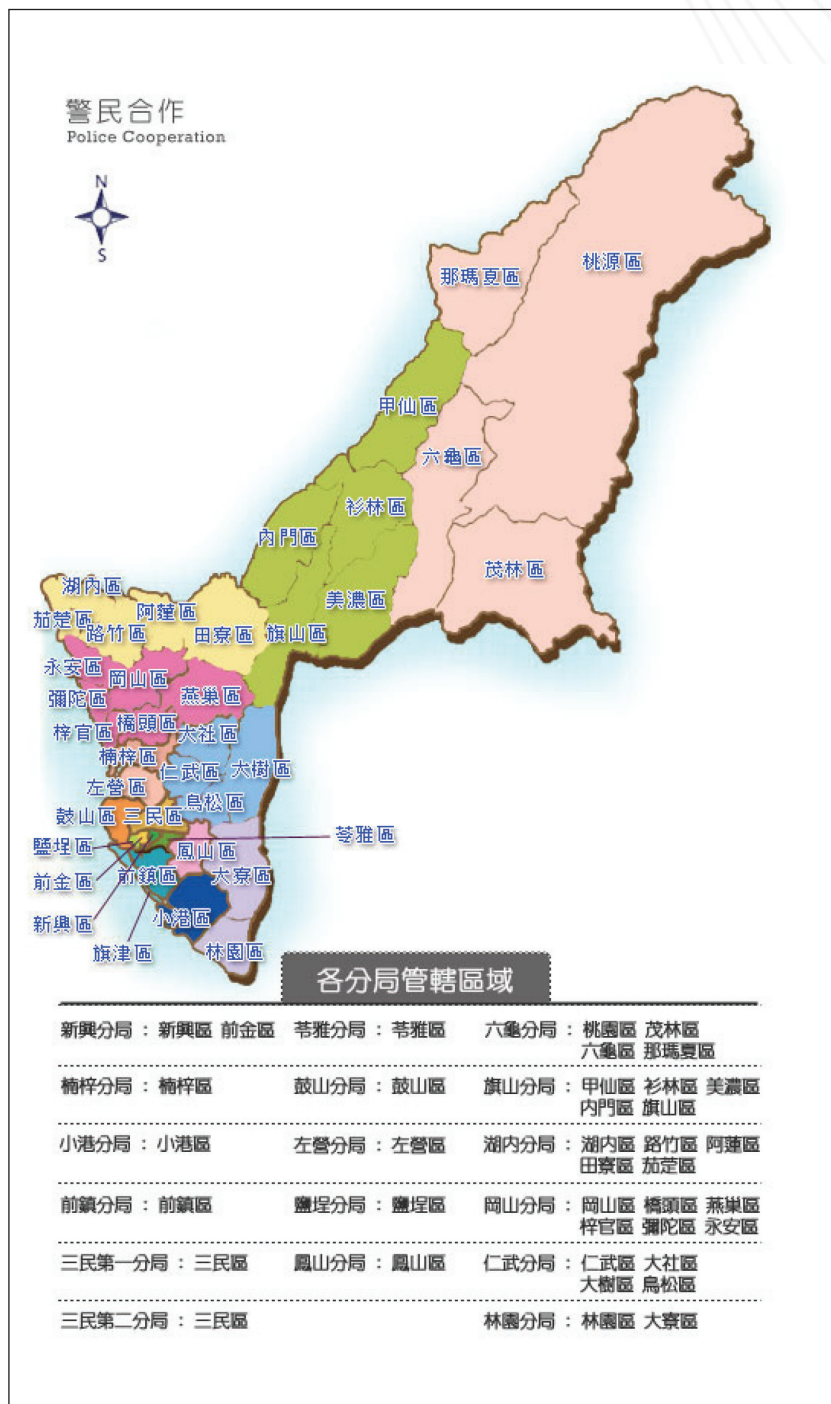 警民合作
Police Cooperation
N
S
桃源區
那瑪夏區
甲仙區
六龜區
杉林區
內門區
茂林區
美濃區
湖內區
阿蓮區
茄楚區
路竹區
田寮區
旗山區
永安區
岡山區
燕巢區
彌陀區
橋頭區
梓官區
大社區
楠梓區
仁武區
大樹區
左營區
鳥松區
鼓山區
三民區
苓雅區
鹽埕區
鳳山區
前金區
前鎮區
大寮區
新興區
小港區
旗津區
林園區
各分局管轄區域
新興分局：新興區 前金區 苓雅分局：苓雅區 六龜分局：桃園區 茂林區
六龜區 那瑪夏區
楠梓分局：楠梓區 鼓山分局：鼓山區 旗山分局：甲仙區 衫林區 美濃區
內門區 旗山區
小港分局：小港區 左營分局：左營區 湖內分局：湖內區 路竹區 阿蓮區
田寮區 茄萣區
前鎮分局：前鎮區 鹽埕分局：鹽埕區 岡山分局：岡山區 橋頭區 燕巢區
梓官區 彌陀區 永安區
三民第一分局：三民區 鳳山分局：鳳山區 仁武分局：仁武區 大社區
大樹區 鳥松區
三民第二分局：三民區 林園分局：林園區 大寮區